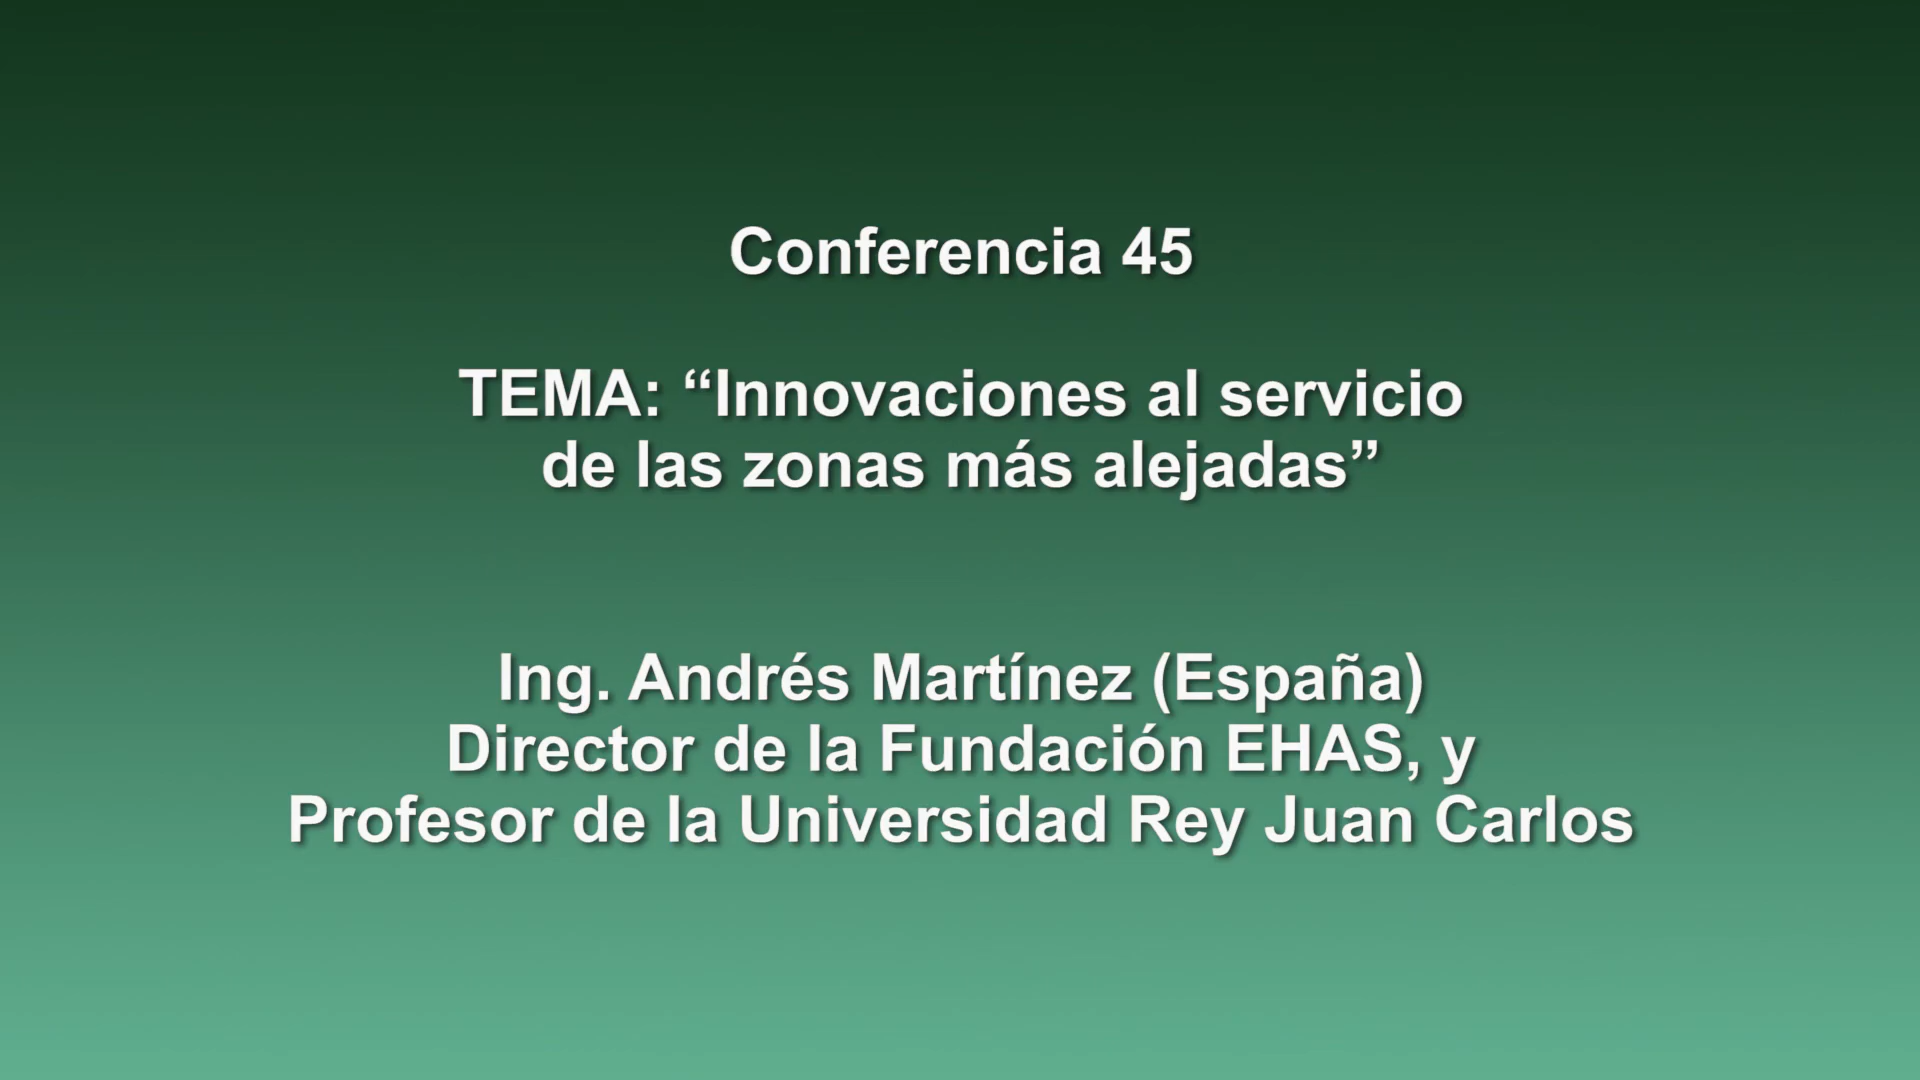 Conferencia 45
TEMA: “Innovaciones al servicio
de las zonas más alejadas”
Ing. Andrés Martínez (España)
Director de la Fundación EHAS, y
Profesor de la Universidad Rey Juan Carlos